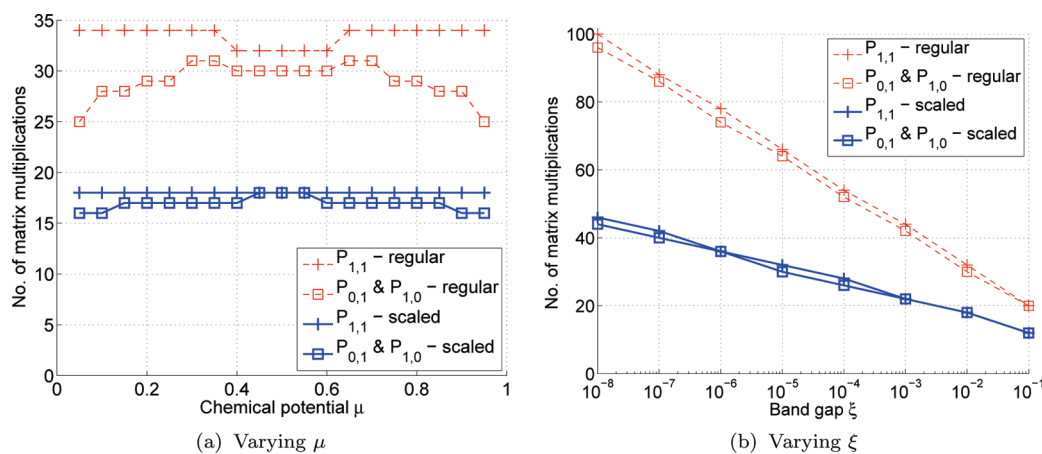 35
30
25
20
15
10
5
0
No. of matrix multiplications
P1,1 − regular
P0,1 & P1,0 − regular
P1,1 − scaled
P0,1 & P1,0 − scaled
0 0.2 0.4 0.6 0.8 1
Chemical potential μ
(a) Varying μ
100
80
60
40
20
0
No. of matrix multiplications
P1,1 − regular
P0,1 & P1,0 − regular
P1,1 − scaled
P0,1 & P1,0 − scaled
10−8 10−7 10−6 10−5 10−4 10−3 10−2 10−1
Band gap ξ
(b) Varying ξ